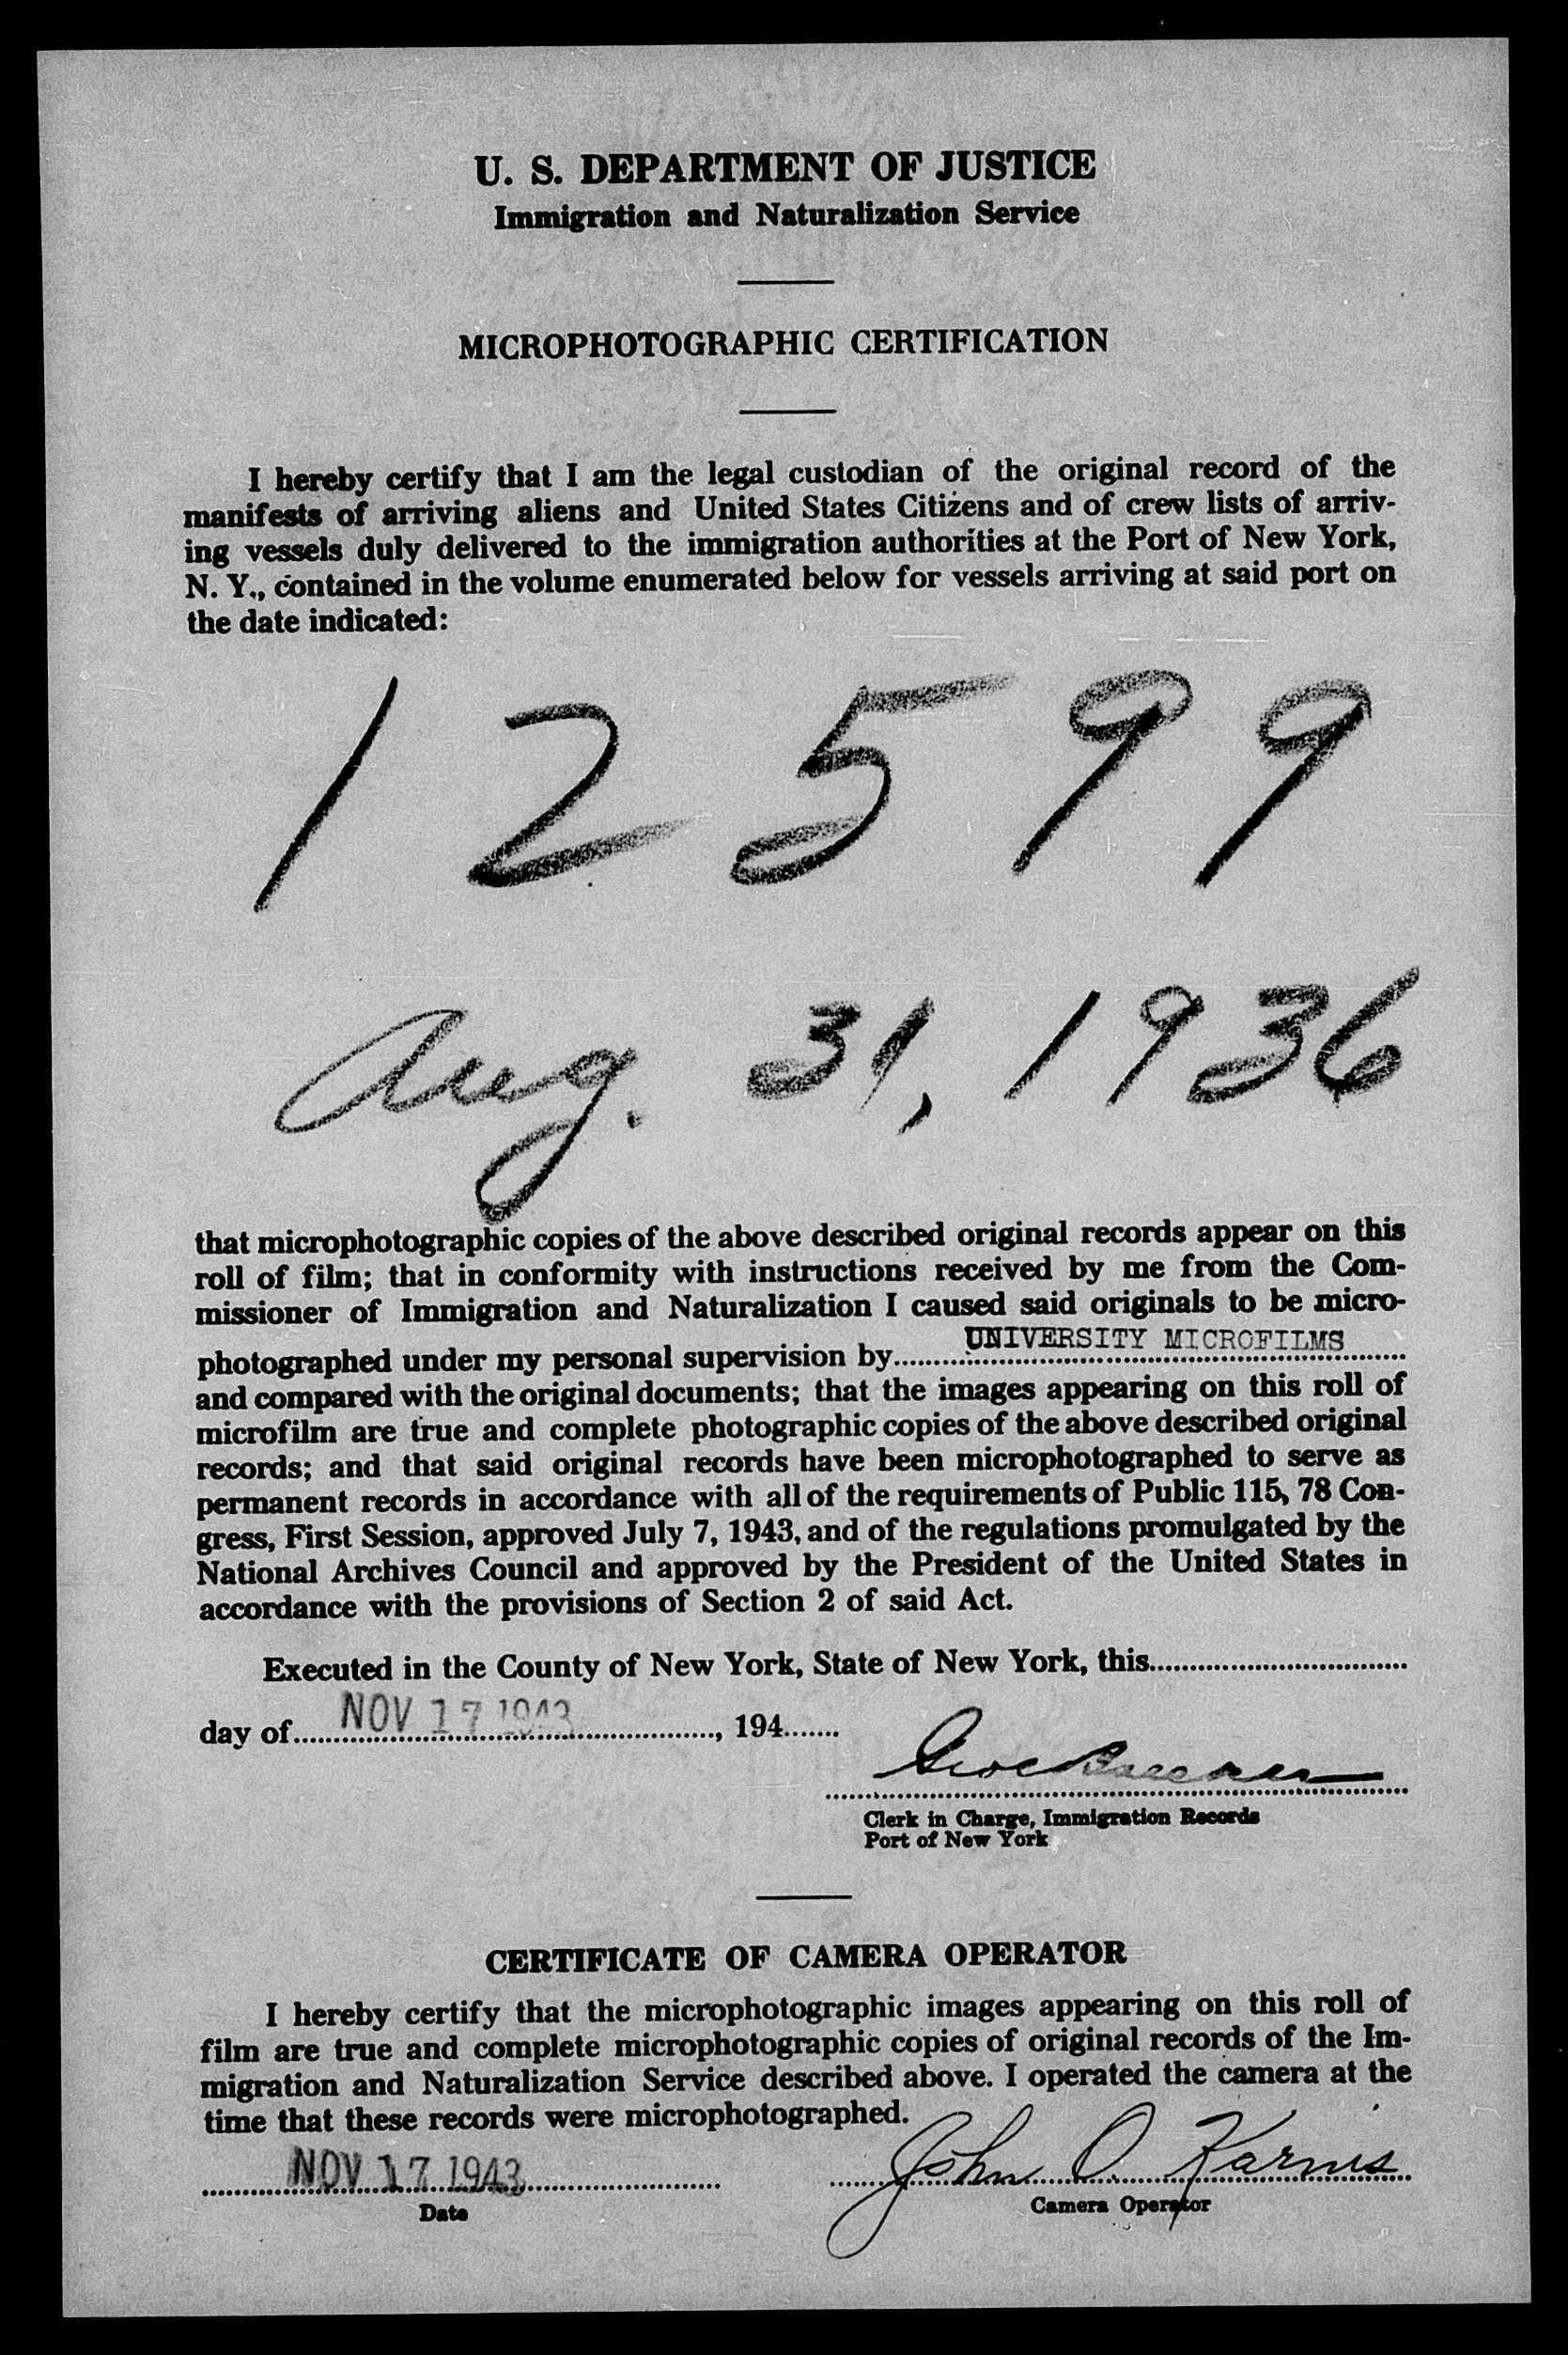 U. S. DEPARTMENT OF JUSTICE
Immigration and Naturalization Service
MICROPHOTOGRAPHIC CERTIFICATION
I hereby certify that I am the legal custodian of the original record of the
manifests of arriving aliens and United States Citizens and of crew lists of arriv-
ing vessels duly delivered to the immigration authorities at the Port of New York,
N. Y., contained in the volume enumerated below for vessels arriving at said port on
the date indicated:
12599
Aug. 31, 1936
that microphotographic copies of the above described original records appear on this
roll of film; that in conformity with instructions received by me from the Com-
missioner of Immigration and Naturalization I caused said originals to be micro-
photographed under my personal supervision by UNIVERSITY MICROFILMS
and compared with the original documents; that the images appearing on this roll of
microfilm are true and complete photographic copies of the above described original
records; and that said original records have been microphotographed to serve as
permanent records in accordance with all of the requirements of Public 115, 78 Con-
gress, First Session, approved July 7, 1943, and of the regulations promulgated by the
National Archives Council and approved by the President of the United States in
accordance with the provisions of Section 2 of said Act.
Executed in the County of New York, State of New York, this
day of NOV 17 1943, 194
Clerk in Charge, Immigration Records
Port of New York
CERTIFICATE OF CAMERA OPERATOR
I hereby certify that the microphotographic images appearing on this roll of
film are true and complete microphotographic copies of original records of the Im-
migration and Naturalization Service described above. I operated the camera at the
time that these records were microphotographed.
NOV 17 1943 John O. Karnis
Date Camera Operator